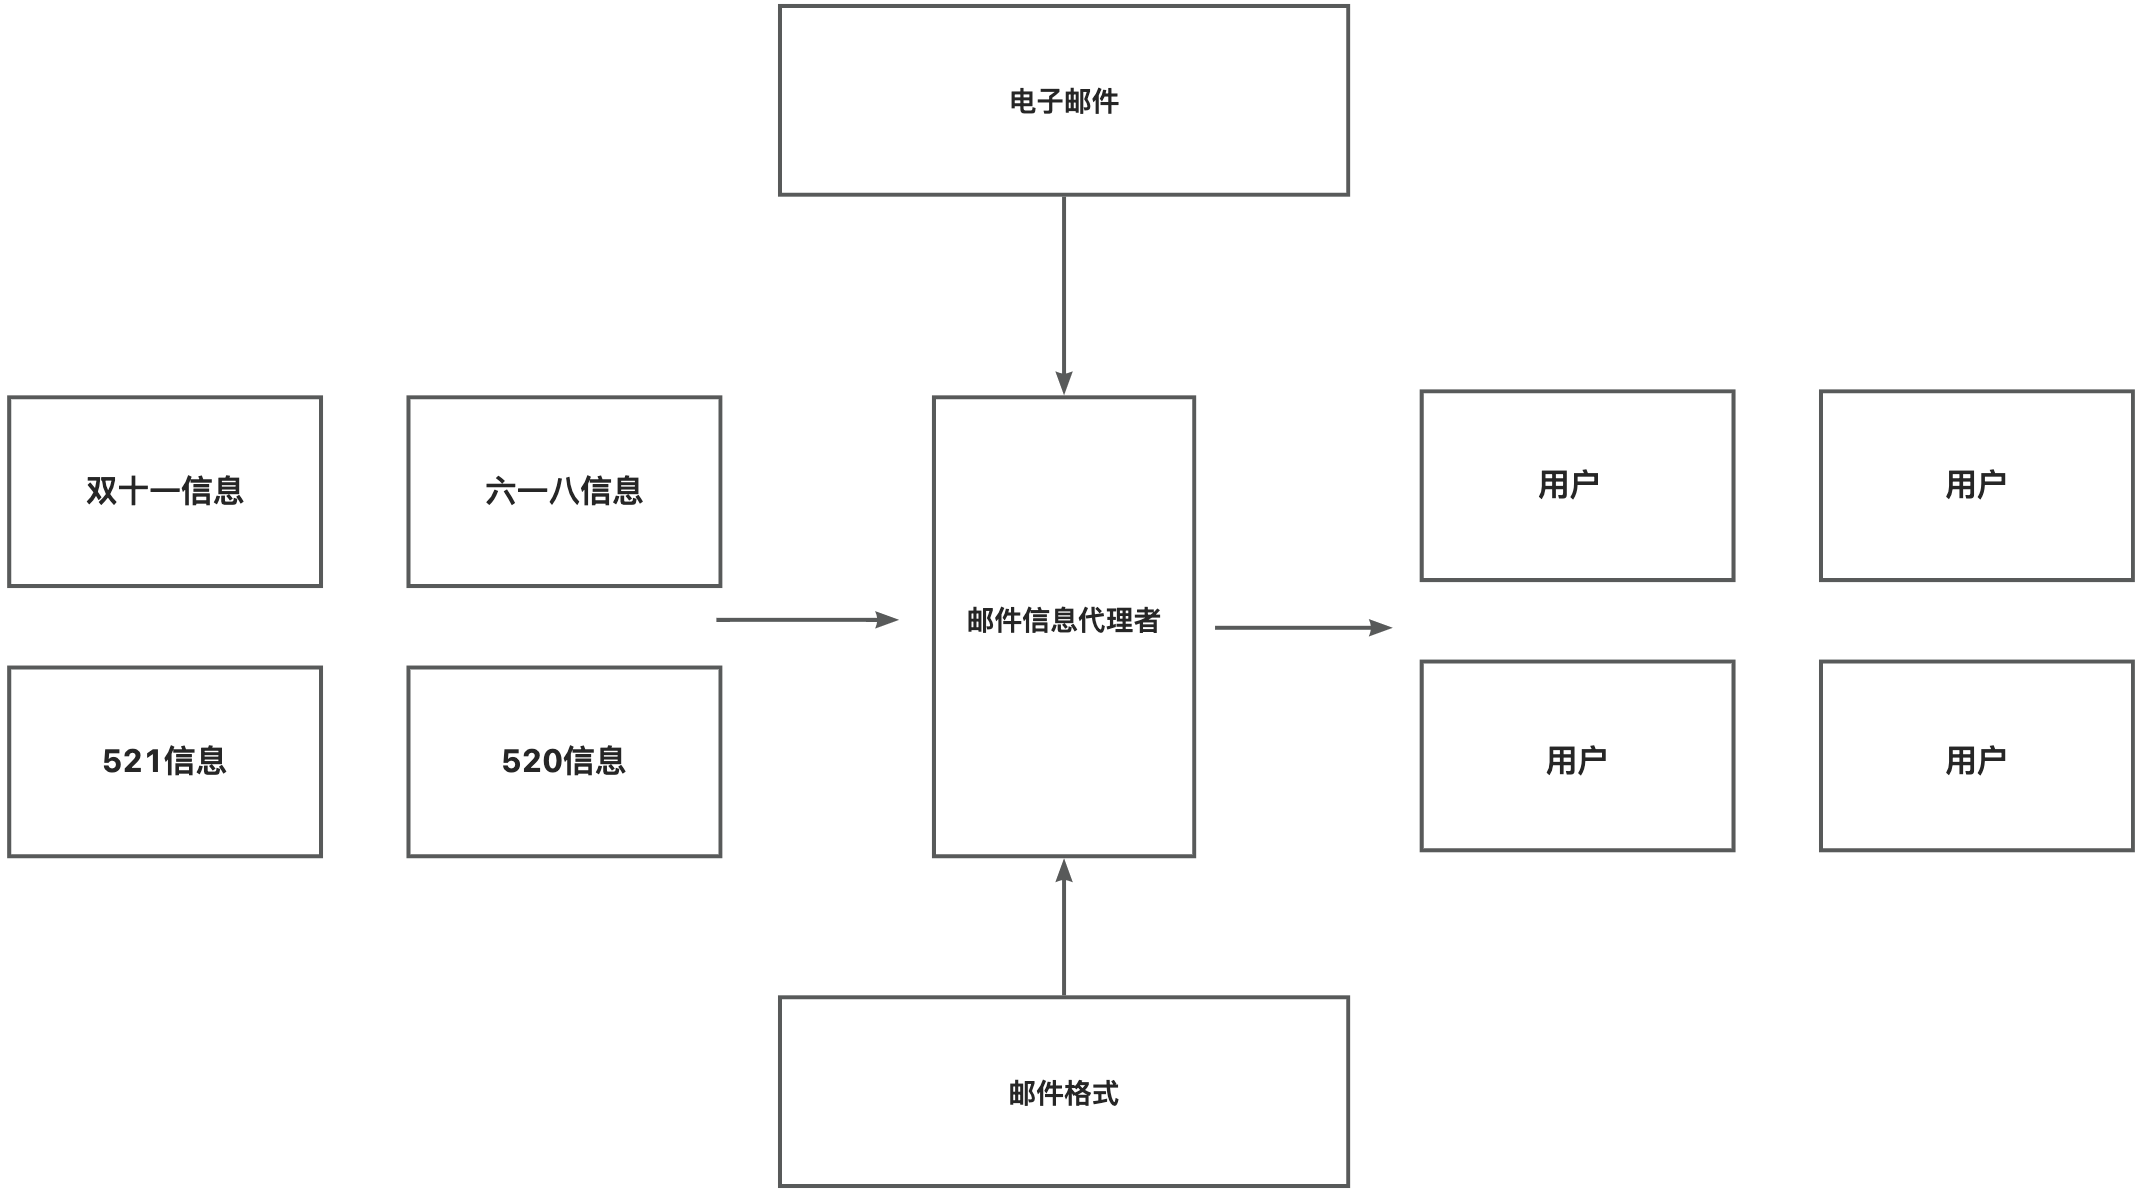 电子邮件
双十一信息
六一八信息
用户
用户
邮件信息代理者
521信息
520信息
用户
用户
邮件格式